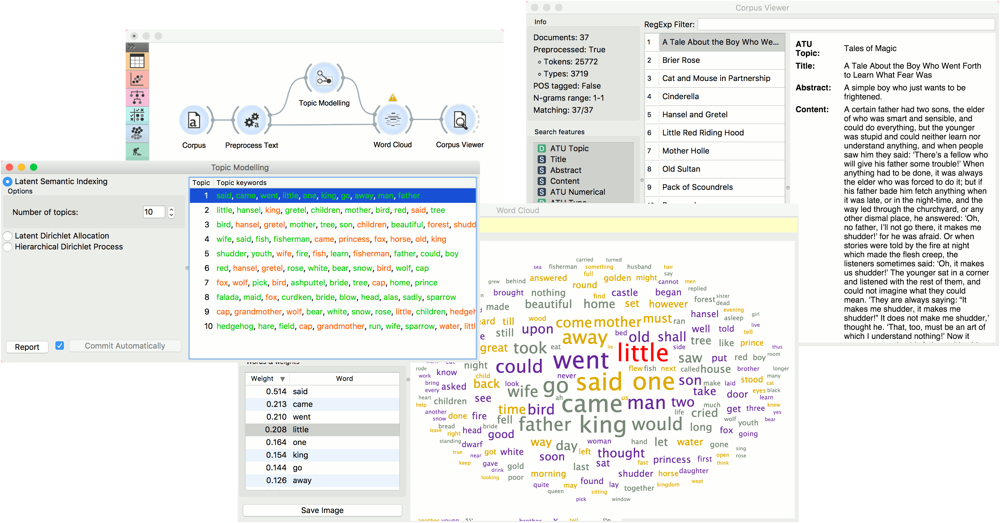 Corpus
Preprocess Text
Topic Modelling
Word Cloud
Corpus Viewer
Corpus Viewer
Info
Documents: 37
Preprocessed: True
Tokens: 25772
Types: 3719
POS tagged: False
N-grams range: 1-1
Matching: 37/37
Search features
D ATU Topic
S Title
S Abstract
S Content
S ATU Numerical
RegExp Filter:
1 A Tale About the Boy Who We...
2 Brier Rose
3 Cat and Mouse in Partnership
4 Cinderella
5 Hansel and Gretel
6 Little Red Riding Hood
7 Mother Holle
8 Old Sultan
9 Pack of Scoundrels
ATU Topic: Tales of Magic
Title: A Tale About the Boy Who Went Forth
to Learn What Fear Was
Abstract: A simple boy who just wants to be
frightened.
Content: A certain father had two sons, the elder
of who was smart and sensible, and
could do everything, but the younger
was stupid and could neither learn nor
understand anything, and when people
saw him they said: ‘There’s a fellow who
will give his father some trouble!’ When
anything had to be done, it was always
the elder who was forced to do it; but if
his father bade him fetch anything when
it was late, or in the night-time, and the
way led through the churchyard, or any
other dismal place, he answered: ‘Oh,
no father, I’ll not go there, it makes me
shudder!’ for he was afraid. Or when
stories were told by the fire at night
which made the flesh creep, the
listeners sometimes said: ‘Oh, it makes
us shudder!’ The younger sat in a corner
and listened with the rest of them, and
could not imagine what they could
mean. ‘They are always saying: “It
makes me shudder, it makes me
shudder!” It does not make me shudder,’
thought he. ‘That, too, must be an art of
which I understand nothing!’ Now it
Topic Modelling
Latent Semantic Indexing
Options
Number of topics: 10
Latent Dirichlet Allocation
Hierarchical Dirichlet Process
Report
Commit Automatically
Topic Topic keywords
1 said, came, went, little, one, king, go, away, man, father
2 little, hansel, king, gretel, children, mother, bird, red, said, tree
3 bird, hansel, gretel, mother, tree, son, children, beautiful, forest, shudd
4 wife, said, fish, fisherman, came, princess, fox, horse, old, king
5 shudder, youth, wife, fire, fish, learn, fisherman, father, could, boy
6 red, hansel, gretel, rose, white, bear, snow, bird, wolf, cap
7 fox, wolf, pick, bird, ashputtel, bride, tree, cap, home, prince
8 falada, maid, fox, curdken, bride, blow, head, alas, sadly, sparrow
9 cap, grandmother, wolf, bear, white, snow, rose, little, children, hedgeh
10 hedgehog, hare, field, cap, grandmother, run, wife, sparrow, water, littl
Word Cloud
Words & weights
Weight Word
0.514 said
0.213 came
0.210 went
0.208 little
0.164 one
0.154 king
0.144 go
0.126 away
Save Image
carried turned
sea fisherman something husband hair
full say
grew behind answered golden might cannot men
round
brought nothing castle began replied
find sister
made beautiful home set however forest dead
hansel evening girl
till wood come mother must ran asleep
still upon bed old shall well told live
away tell
great took eat lie little side tree like prince thus
night could went saw put red boy room
rode flew fish next called house brother longer
work know child never many
bring asked back look said one son make laid stood cat
every wife go take eyes black
heart children see ah us door learn
help time bird came man two much get three knew
another life yes
snow done fire fell cried wolf youth bear
bread bride father king would long
leave right head good fox going
standing dwarf way day woman hand let water gone
true near got white left thought sing
soon open rose
keep gave gold last sat fast princess first think
drink
looking poor morning shudder horse daughter
quite may found lay together kingdom wept
queen sitting
pick window
another young brother tell